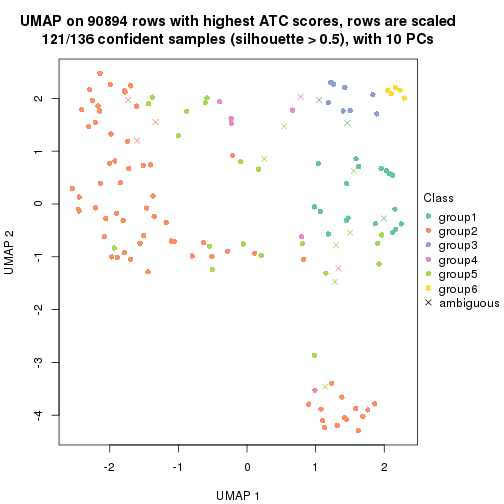 UMAP on 90894 rows with highest ATC scores, rows are scaled
121/136 confident samples (silhouette > 0.5), with 10 PCs
2
1
0
-1
-2
-3
-4
UMAP 2
-2
-1
0
1
2
UMAP 1
Class
group1
group2
group3
group4
group5
group6
ambiguous